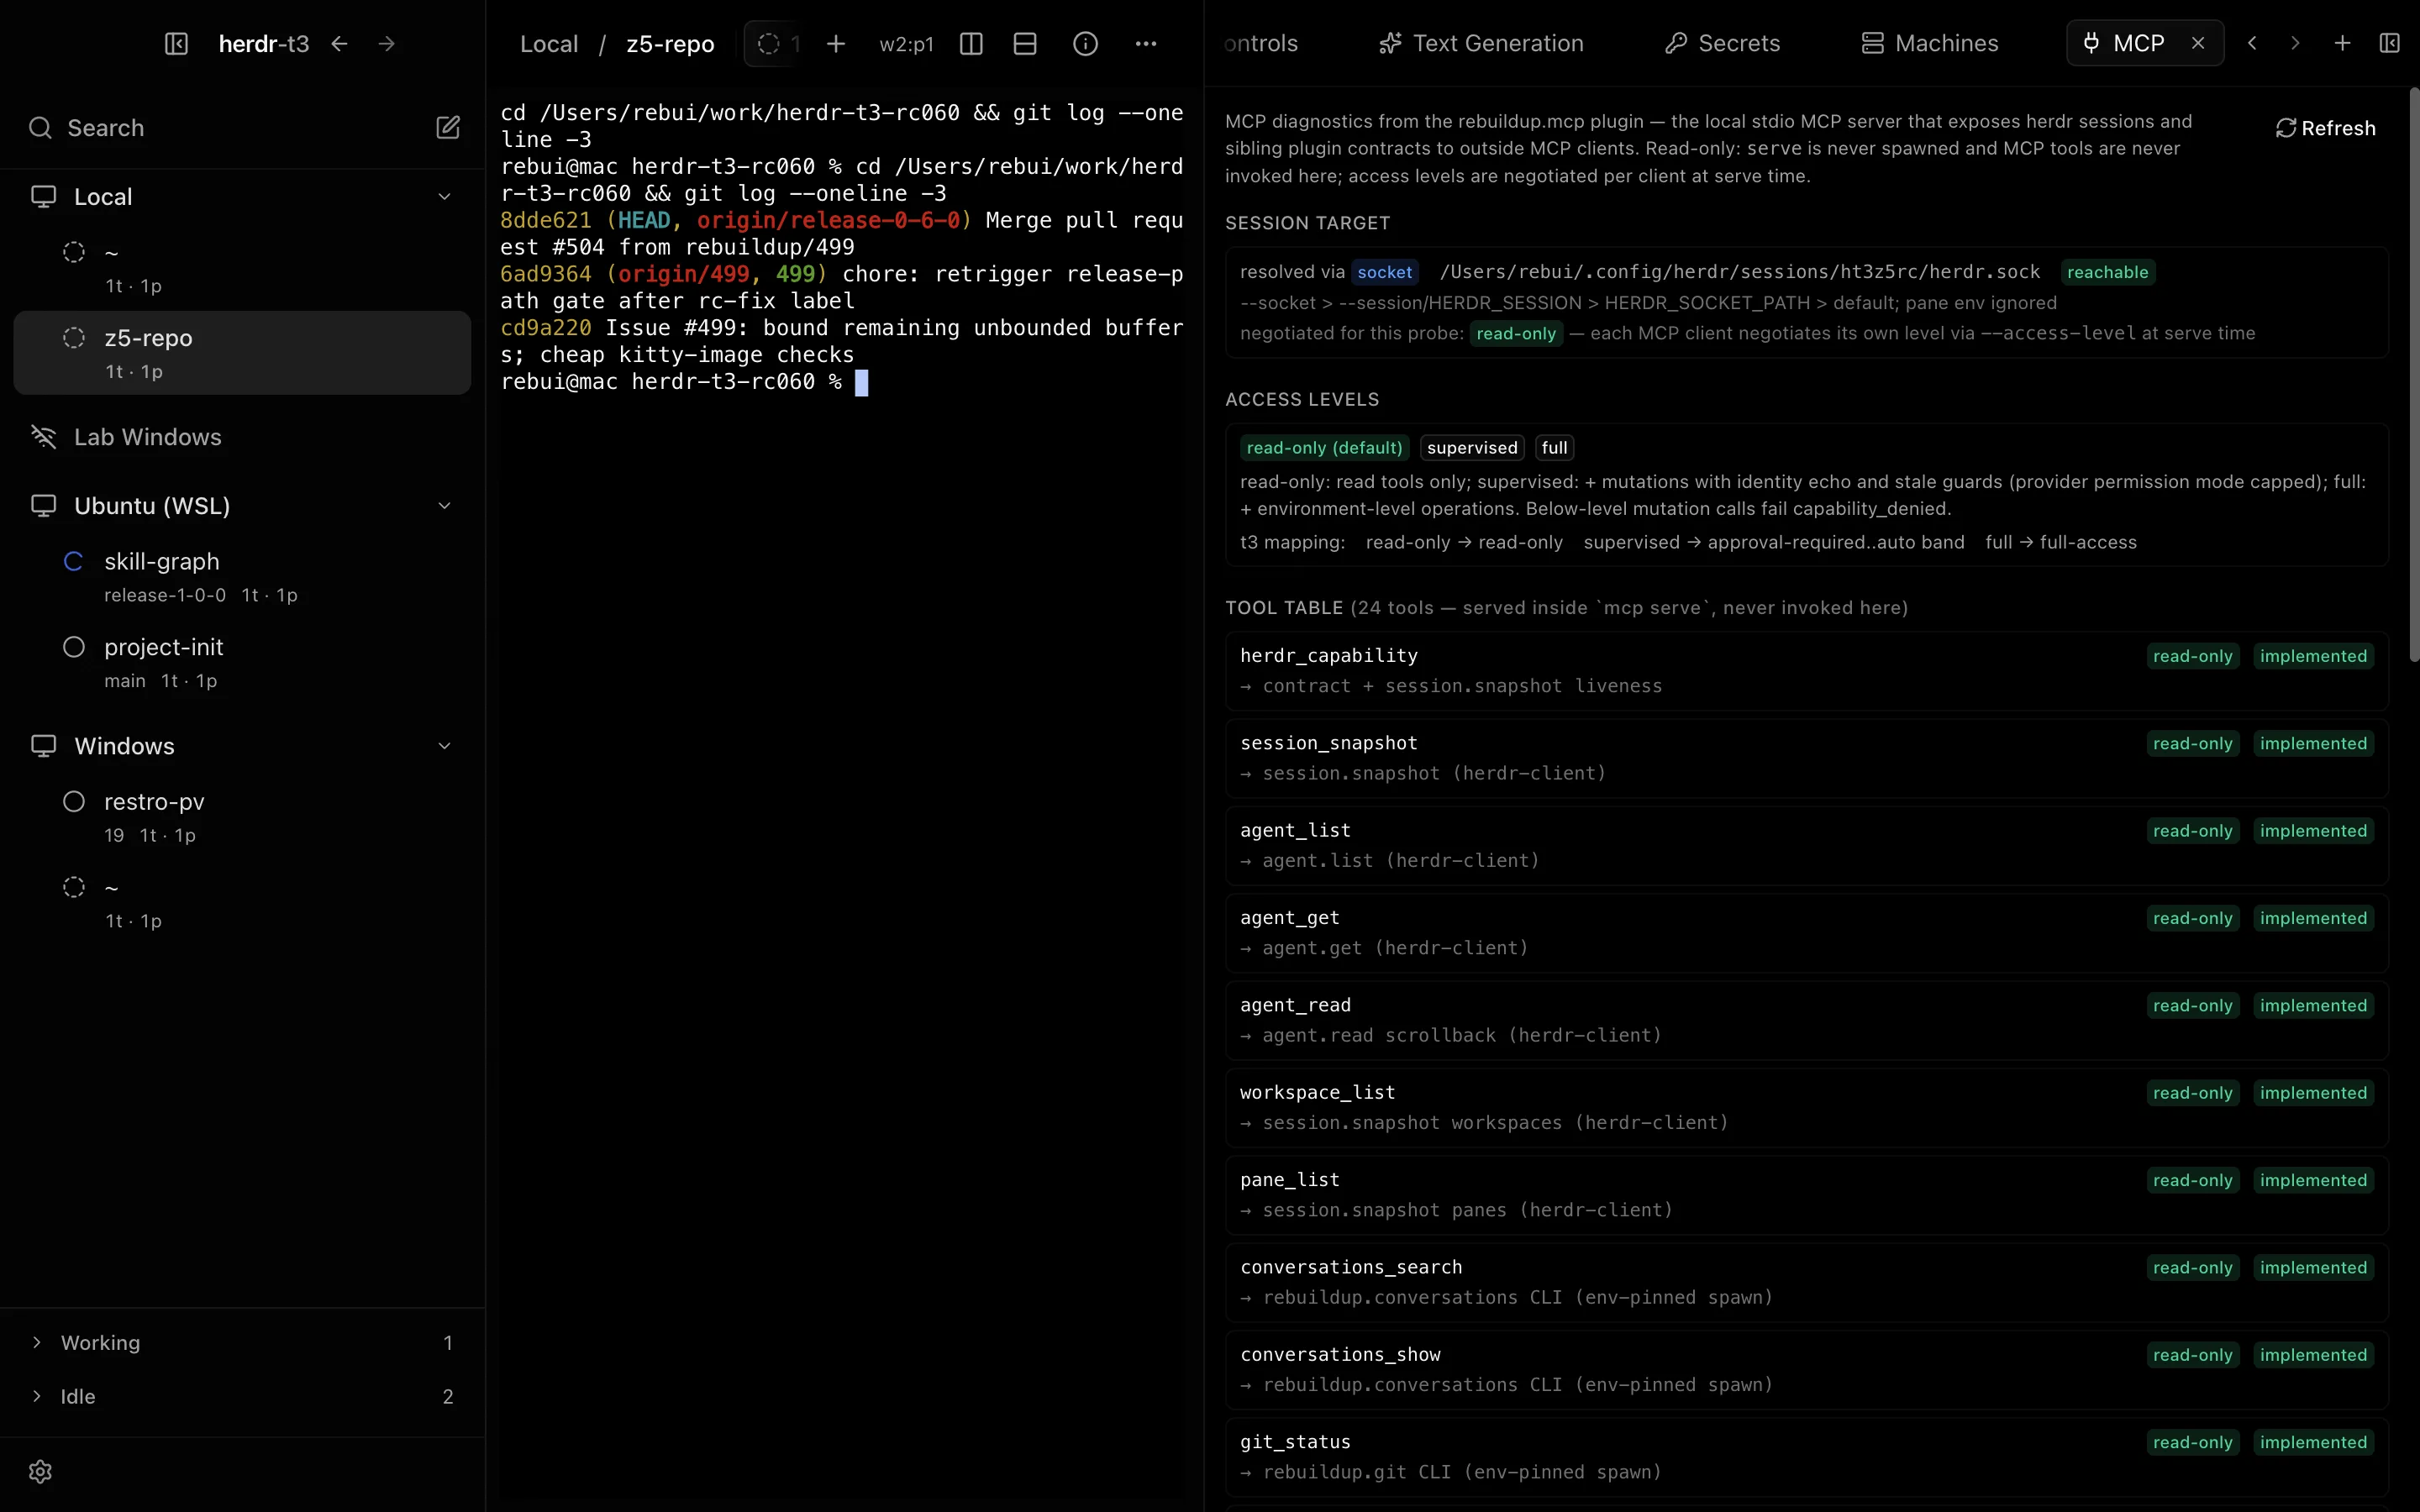 herdr-t3
Search
Local
~
1t · 1p
z5-repo
1t · 1p
Lab Windows
Ubuntu (WSL)
skill-graph
release-1-0-0 1t · 1p
project-init
main 1t · 1p
Windows
restro-pv
19 1t · 1p
~
1t · 1p
Working 1
Idle 2
Local / z5-repo 1 w2:p1
cd /Users/rebui/work/herdr-t3-rc060 && git log --one
line -3
rebui@mac herdr-t3-rc060 % cd /Users/rebui/work/herd
r-t3-rc060 && git log --oneline -3
8dde621 (HEAD, origin/release-0-6-0) Merge pull requ
est #504 from rebuildup/499
6ad9364 (origin/499, 499) chore: retrigger release-p
ath gate after rc-fix label
cd9a220 Issue #499: bound remaining unbounded buffer
s; cheap kitty-image checks
rebui@mac herdr-t3-rc060 %
ontrols Text Generation Secrets Machines MCP
MCP diagnostics from the rebuildup.mcp plugin — the local stdio MCP server that exposes herdr sessions and
sibling plugin contracts to outside MCP clients. Read-only: serve is never spawned and MCP tools are never
invoked here; access levels are negotiated per client at serve time.
Refresh
SESSION TARGET
resolved via socket /Users/rebui/.config/herdr/sessions/ht3z5rc/herdr.sock reachable
--socket > --session/HERDR_SESSION > HERDR_SOCKET_PATH > default; pane env ignored
negotiated for this probe: read-only — each MCP client negotiates its own level via --access-level at serve time
ACCESS LEVELS
read-only (default) supervised full
read-only: read tools only; supervised: + mutations with identity echo and stale guards (provider permission mode capped); full:
+ environment-level operations. Below-level mutation calls fail capability_denied.
t3 mapping: read-only → read-only supervised → approval-required..auto band full → full-access
TOOL TABLE (24 tools — served inside `mcp serve`, never invoked here)
herdr_capability read-only implemented
→ contract + session.snapshot liveness
session_snapshot read-only implemented
→ session.snapshot (herdr-client)
agent_list read-only implemented
→ agent.list (herdr-client)
agent_get read-only implemented
→ agent.get (herdr-client)
agent_read read-only implemented
→ agent.read scrollback (herdr-client)
workspace_list read-only implemented
→ session.snapshot workspaces (herdr-client)
pane_list read-only implemented
→ session.snapshot panes (herdr-client)
conversations_search read-only implemented
→ rebuildup.conversations CLI (env-pinned spawn)
conversations_show read-only implemented
→ rebuildup.conversations CLI (env-pinned spawn)
git_status read-only implemented
→ rebuildup.git CLI (env-pinned spawn)